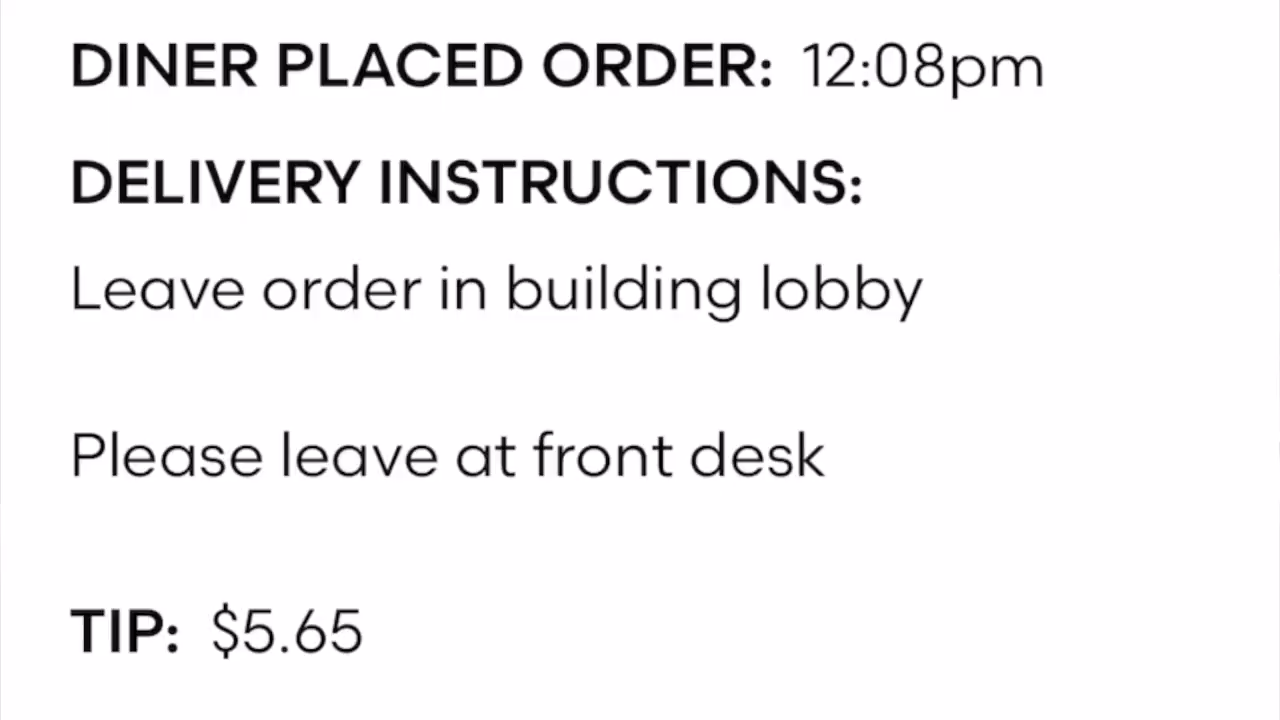 DINER PLACED ORDER: 12:08pm
DELIVERY INSTRUCTIONS:
Leave order in building lobby
Please leave at front desk
TIP: $5.65